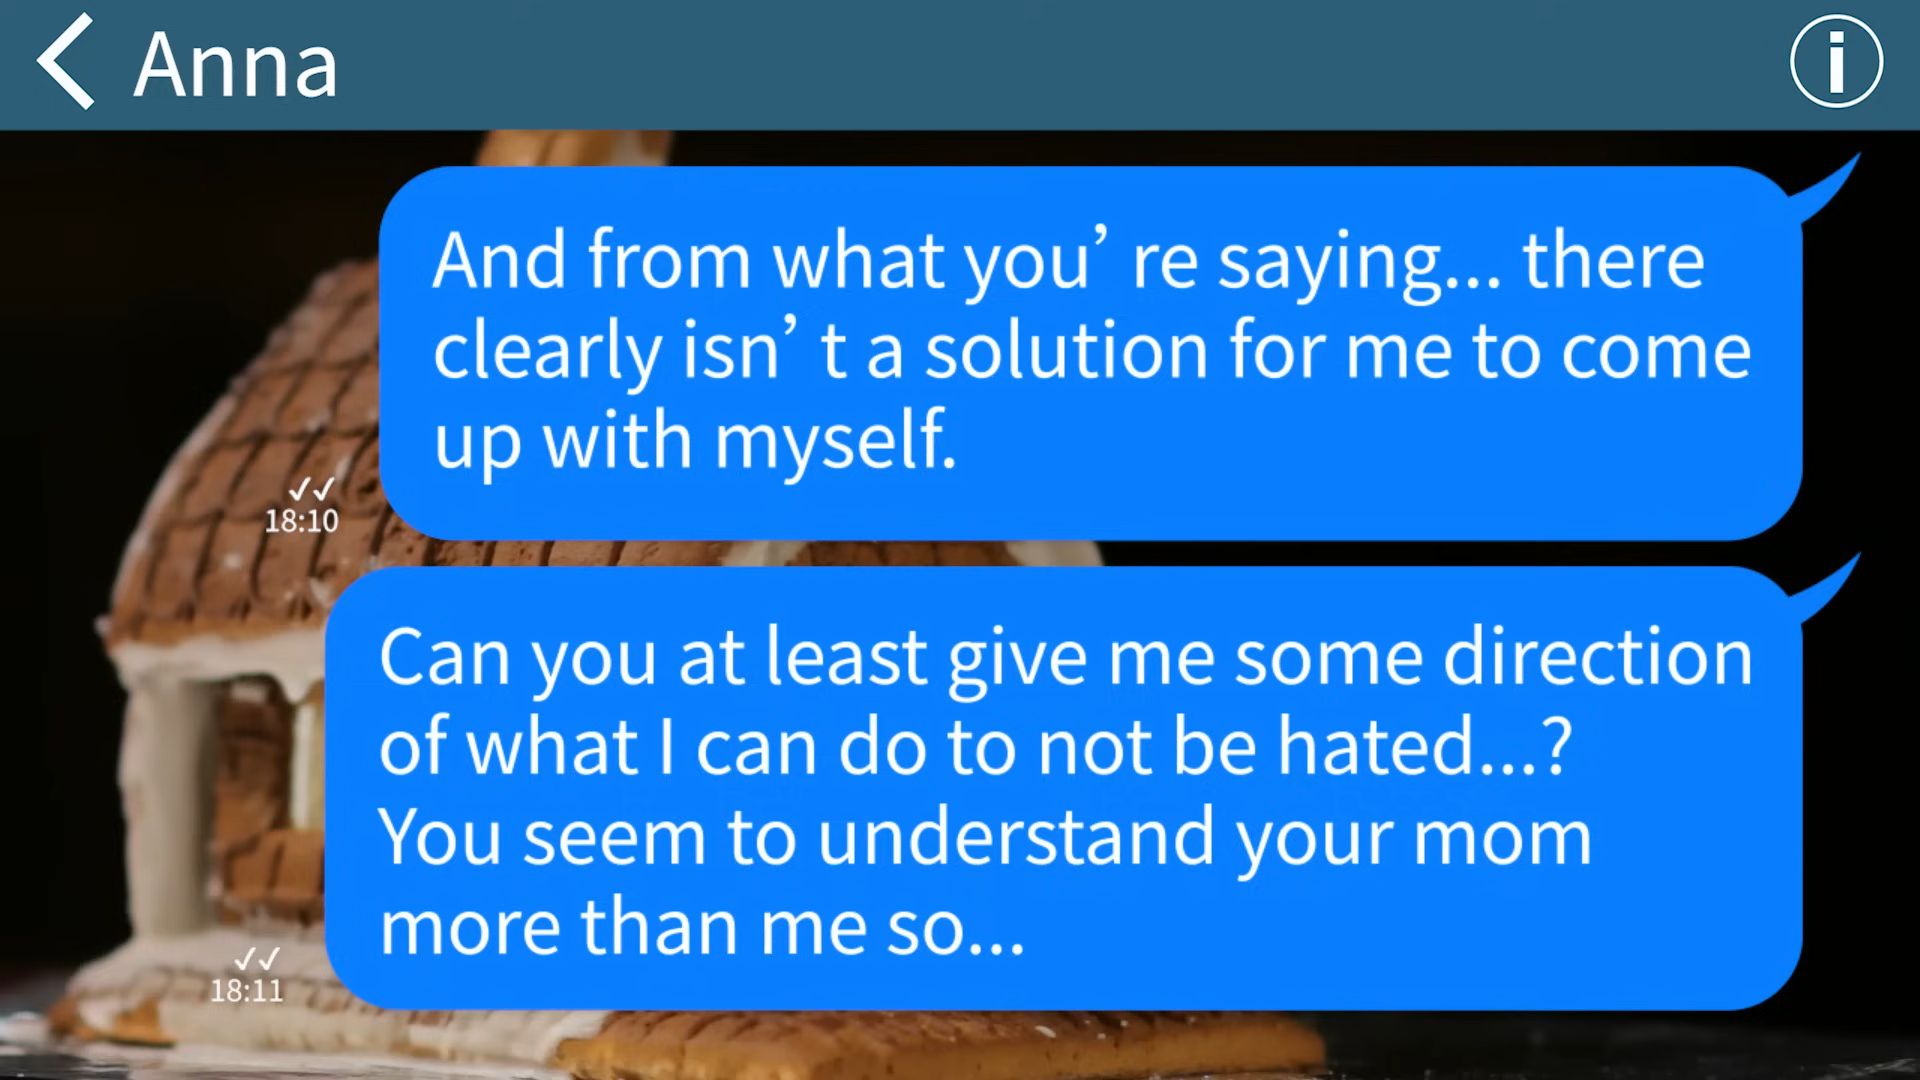 Anna
And from what you’ re saying... there
clearly isn’ t a solution for me to come
up with myself.
✓✓
18:10
Can you at least give me some direction
of what I can do to not be hated...?
You seem to understand your mom
more than me so...
✓✓
18:11